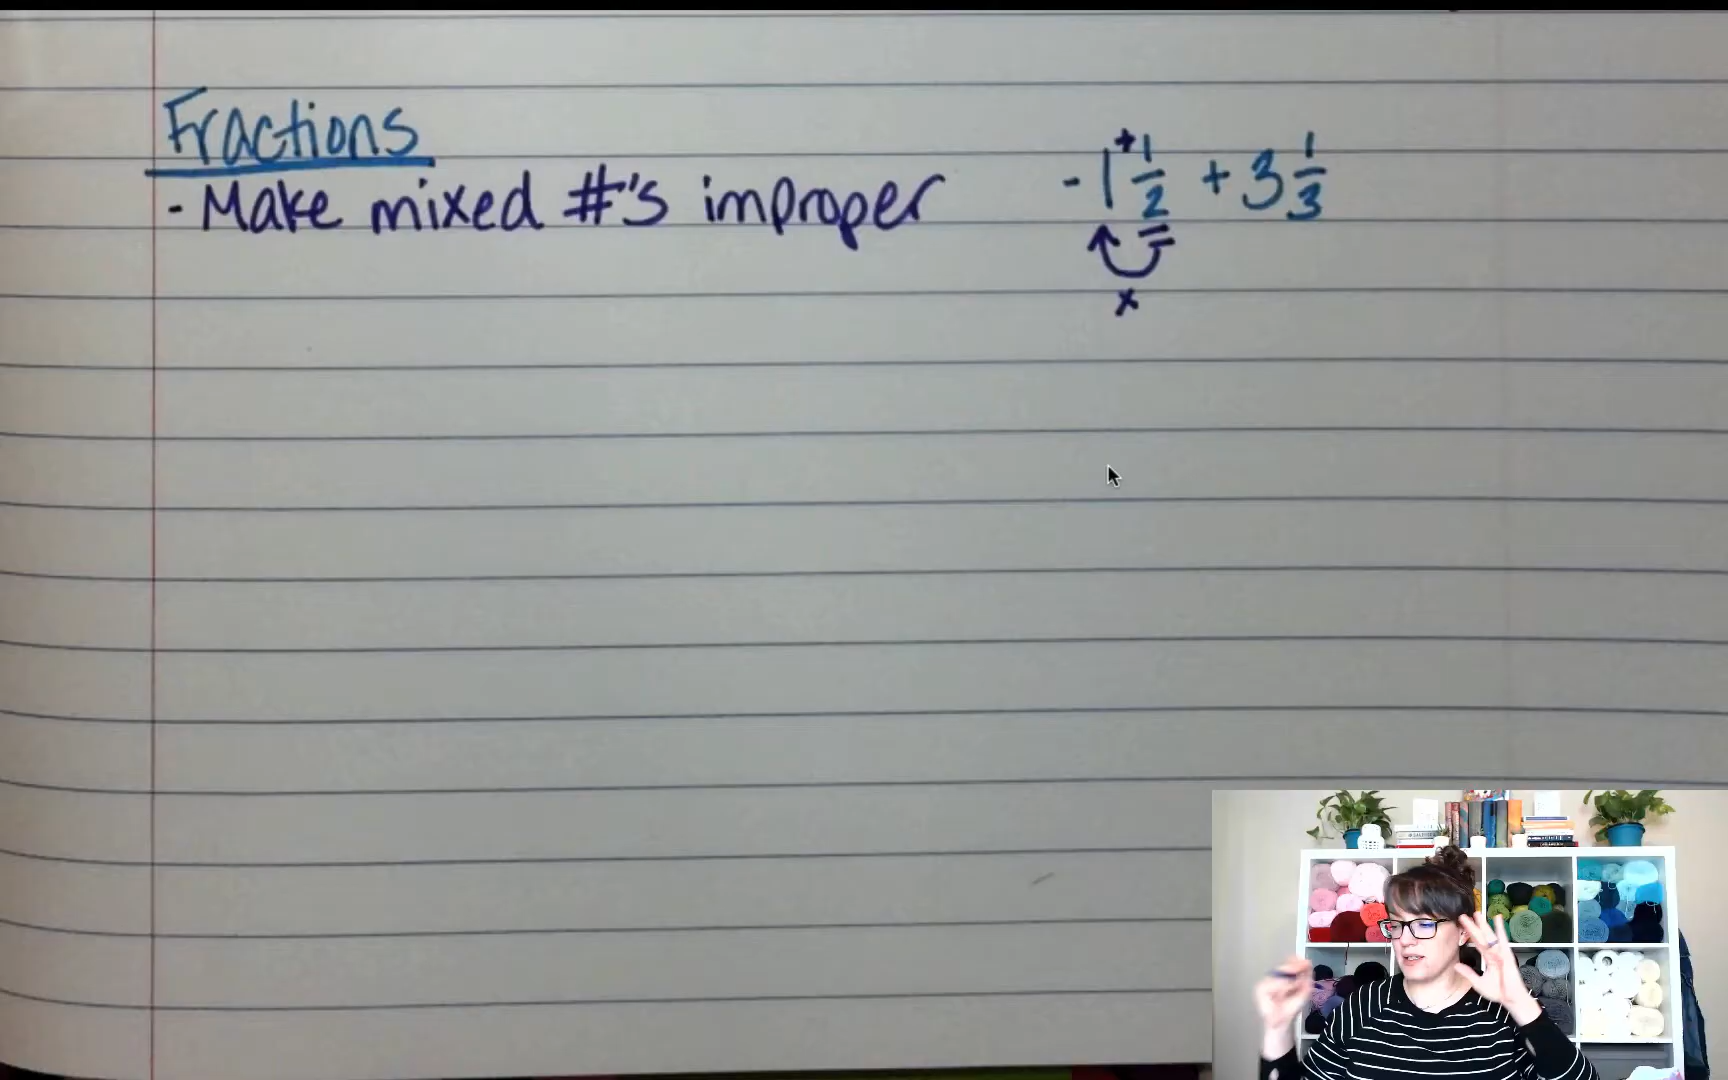 Fractions
- Make mixed #'s improper
- 1 + 1/2 + 3 1/3
x